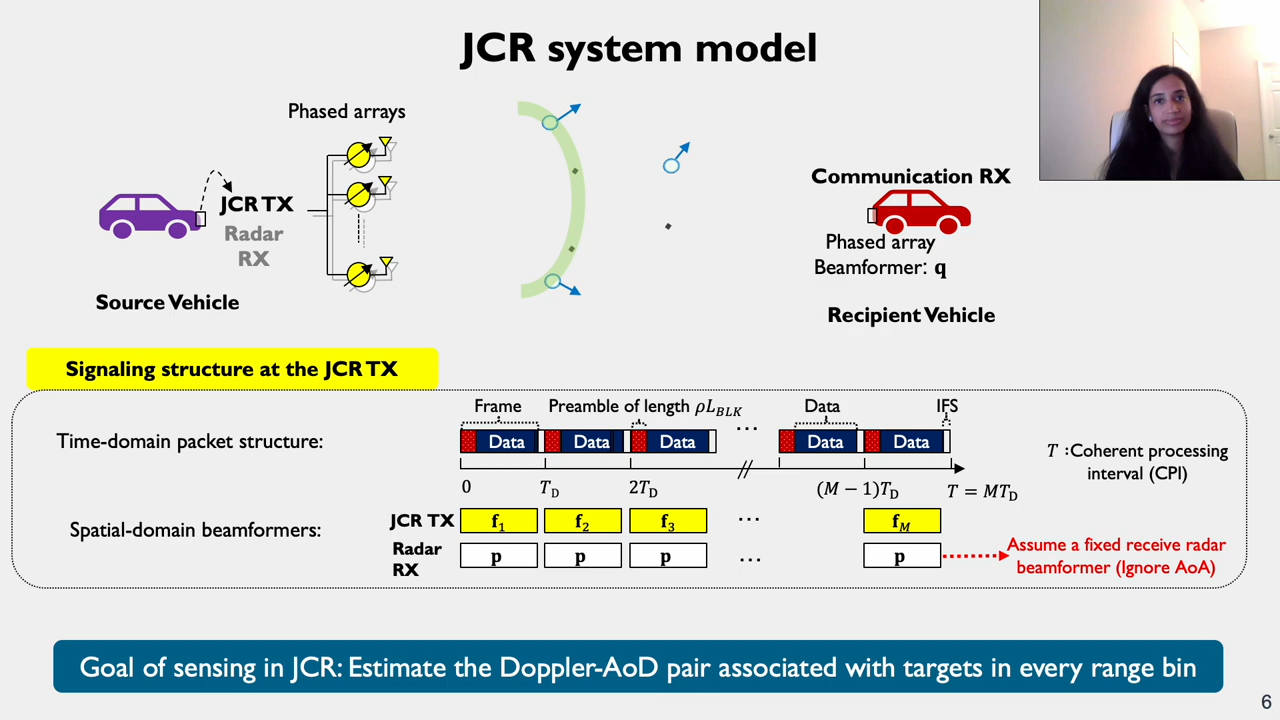 JCR system model
Phased arrays
JCR TX
Radar
RX
Source Vehicle
Communication RX
Phased array
Beamformer: q
Recipient Vehicle
Signaling structure at the JCR TX
Frame
Preamble of length ρL_BLK
Data
IFS
Time-domain packet structure:
Data Data Data ... Data Data
0 T_D 2T_D (M − 1)T_D T = MT_D
T : Coherent processing
interval (CPI)
Spatial-domain beamformers:
JCR TX f_1 f_2 f_3 ... f_M
Radar
RX
p p p ... p
Assume a fixed receive radar
beamformer (Ignore AoA)
Goal of sensing in JCR: Estimate the Doppler-AoD pair associated with targets in every range bin
6